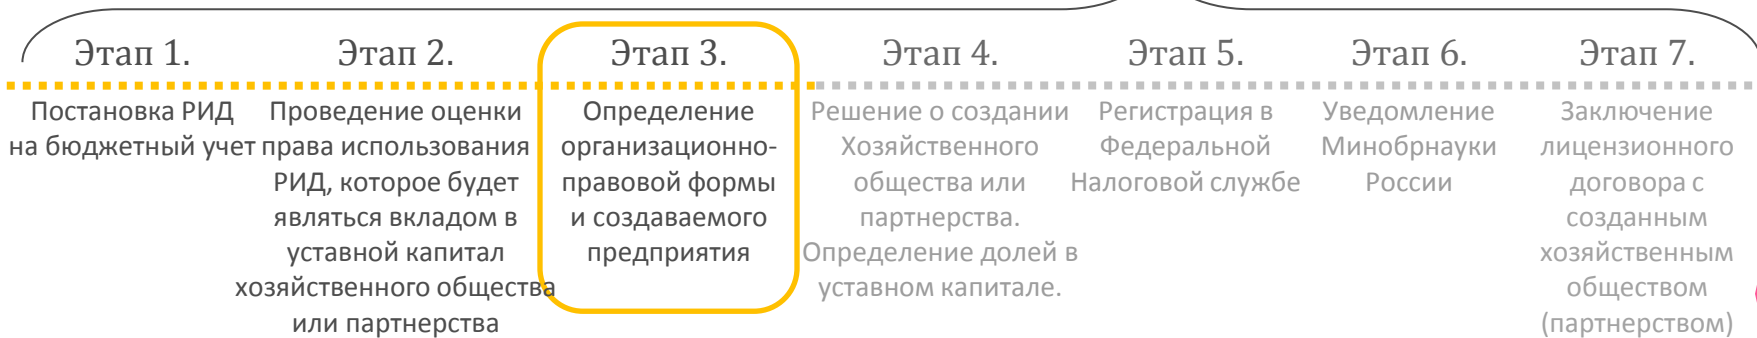 Этап 1.
Постановка РИД
на бюджетный учет
Этап 2.
Проведение оценки
права использования
РИД, которое будет
являться вкладом в
уставной капитал
хозяйственного общества
или партнерства
Этап 3.
Определение
организационно-
правовой формы
и создаваемого
предприятия
Этап 4.
Решение о создании
Хозяйственного
общества или
партнерства.
Определение долей в
уставном капитале.
Этап 5.
Регистрация в
Федеральной
Налоговой службе
Этап 6.
Уведомление
Минобрнауки
России
Этап 7.
Заключение
лицензионного
договора с
созданным
хозяйственным
обществом
(партнерством)